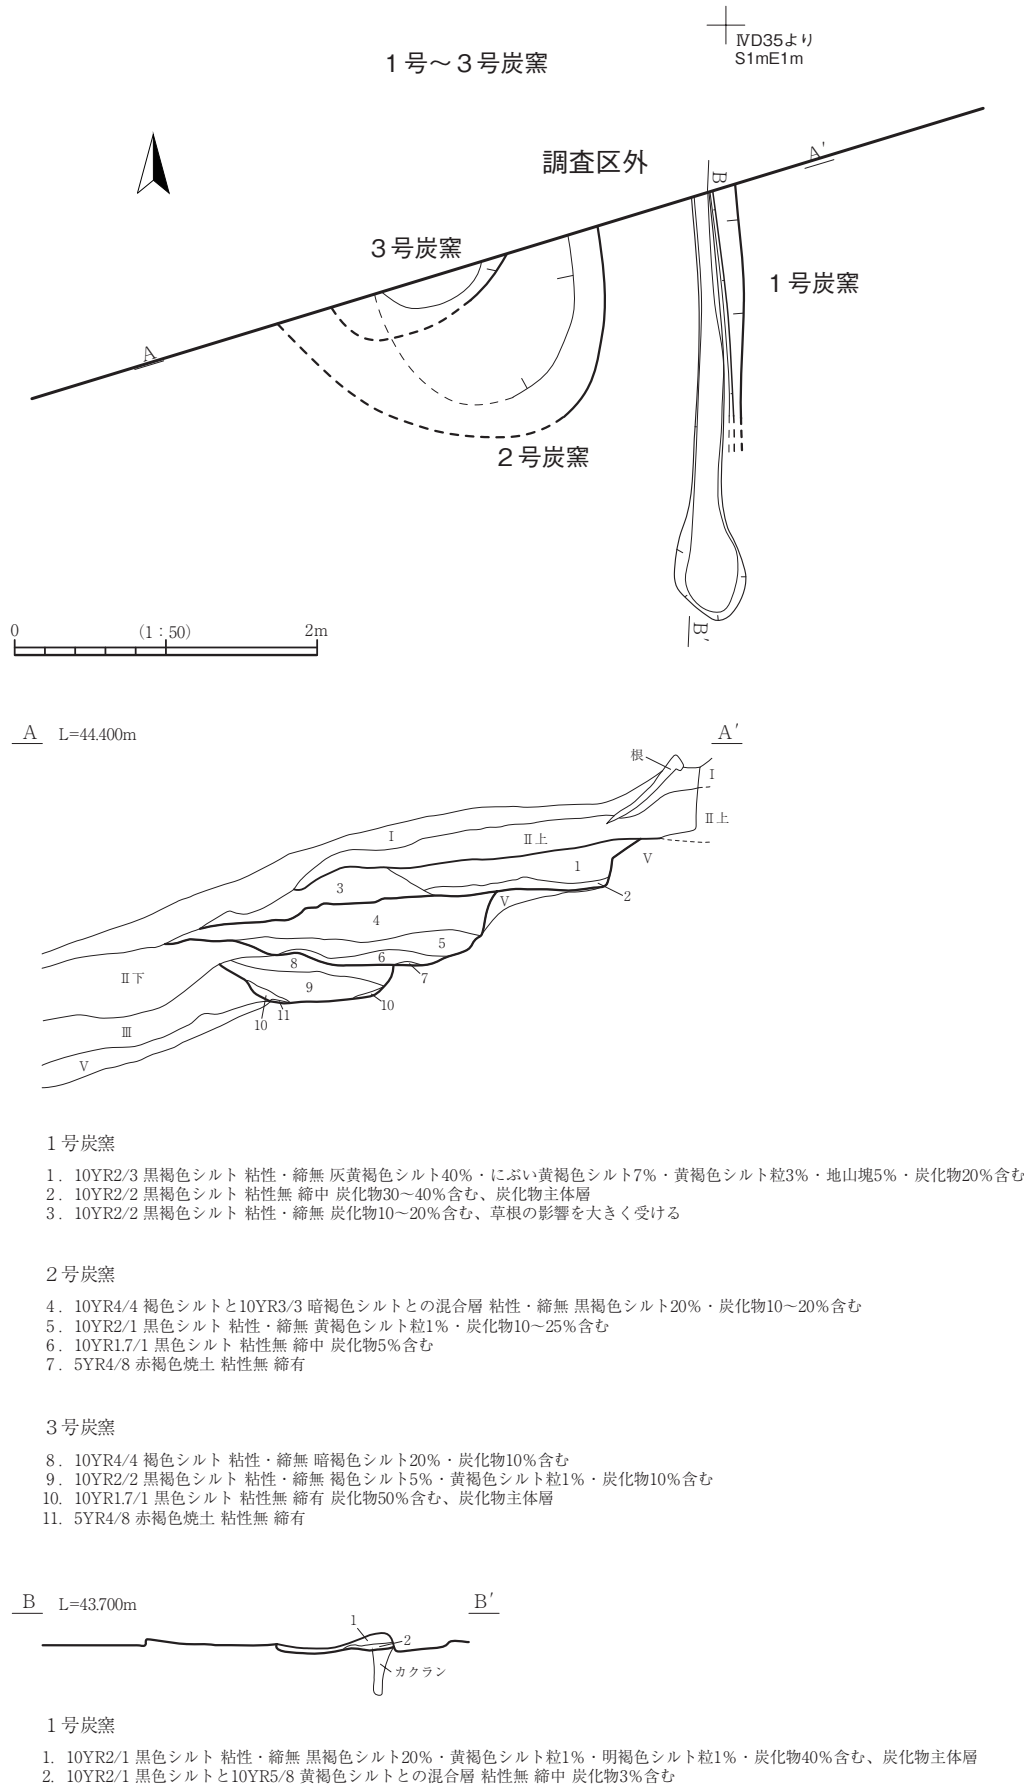 ⅣD35より
S1mE1m
1号～3号炭窯
調査区外
A′
B
3号炭窯
1号炭窯
A
2号炭窯
B′
0 (1：50) 2m
A L=44.400m A′
根
Ⅰ
Ⅰ
Ⅱ上
Ⅱ上
1
Ⅴ
3
2
Ⅴ
4
5
6
8
7
Ⅱ下
9
10
10
11
Ⅲ
Ⅴ
1号炭窯
1．10YR2/3 黒褐色シルト 粘性・締無 灰黄褐色シルト40%・にぶい黄褐色シルト7%・黄褐色シルト粒3%・地山塊5%・炭化物20%含む
2．10YR2/2 黒褐色シルト 粘性無 締中 炭化物30～40%含む、炭化物主体層
3．10YR2/2 黒褐色シルト 粘性・締無 炭化物10～20%含む、草根の影響を大きく受ける
2号炭窯
4．10YR4/4 褐色シルトと10YR3/3 暗褐色シルトとの混合層 粘性・締無 黒褐色シルト20%・炭化物10～20%含む
5．10YR2/1 黒色シルト 粘性・締無 黄褐色シルト粒1%・炭化物10～25%含む
6．10YR1.7/1 黒色シルト 粘性無 締中 炭化物5%含む
7．5YR4/8 赤褐色焼土 粘性無 締有
3号炭窯
8．10YR4/4 褐色シルト 粘性・締無 暗褐色シルト20%・炭化物10%含む
9．10YR2/2 黒褐色シルト 粘性・締無 褐色シルト5%・黄褐色シルト粒1%・炭化物10%含む
10. 10YR1.7/1 黒色シルト 粘性無 締有 炭化物50%含む、炭化物主体層
11. 5YR4/8 赤褐色焼土 粘性無 締有
B L=43.700m B′
1
2
カクラン
1号炭窯
1. 10YR2/1 黒色シルト 粘性・締無 黒褐色シルト20%・黄褐色シルト粒1%・明褐色シルト粒1%・炭化物40%含む、炭化物主体層
2. 10YR2/1 黒色シルトと10YR5/8 黄褐色シルトとの混合層 粘性無 締中 炭化物3%含む